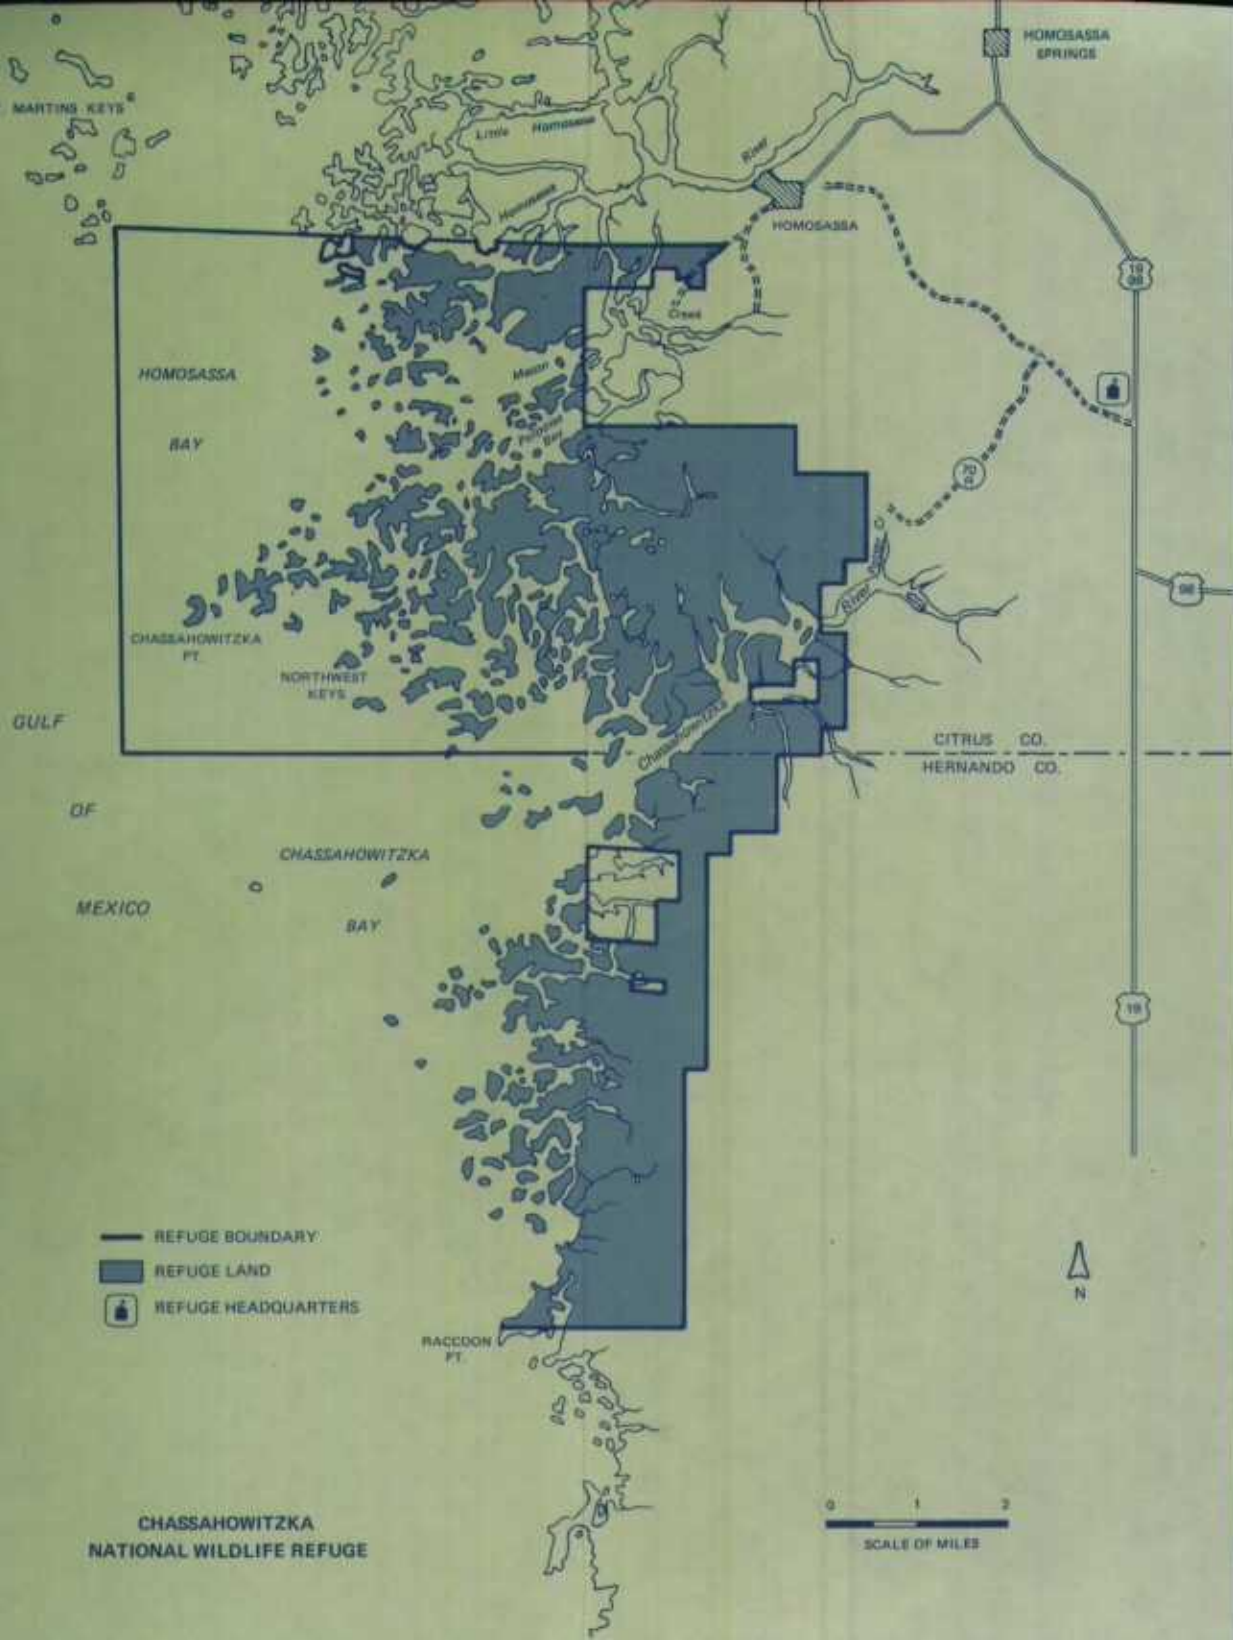 HOMOSASSA
SPRINGS
MARTINS KEYS
Little Homosassa
River
Homosassa
HOMOSASSA
19
98
Creek
HOMOSASSA
BAY
Mason
Bay
70
River
98
CHASSAHOWITZKA
PT.
NORTHWEST
KEYS
Chassahowitzka
GULF
OF
MEXICO
CITRUS CO.
HERNANDO CO.
CHASSAHOWITZKA
BAY
19
REFUGE BOUNDARY
REFUGE LAND
REFUGE HEADQUARTERS
N
RACCOON
PT.
CHASSAHOWITZKA
NATIONAL WILDLIFE REFUGE
0 1 2
SCALE OF MILES